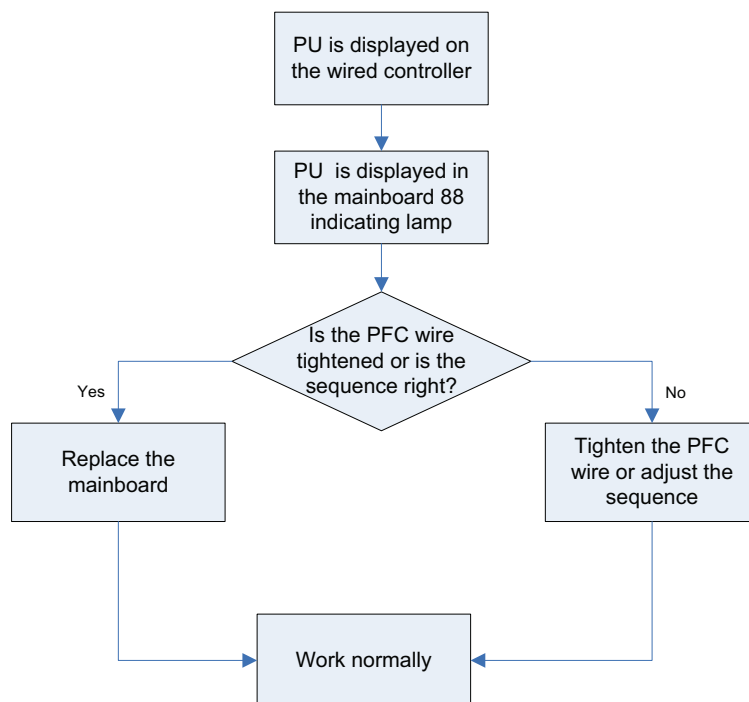 PU is displayed on
the wired controller
PU  is displayed in
the mainboard 88
indicating lamp
Is the PFC wire
tightened or is the
sequence right?
Yes
No
Replace the
mainboard
Tighten the PFC
wire or adjust the
sequence
Work normally